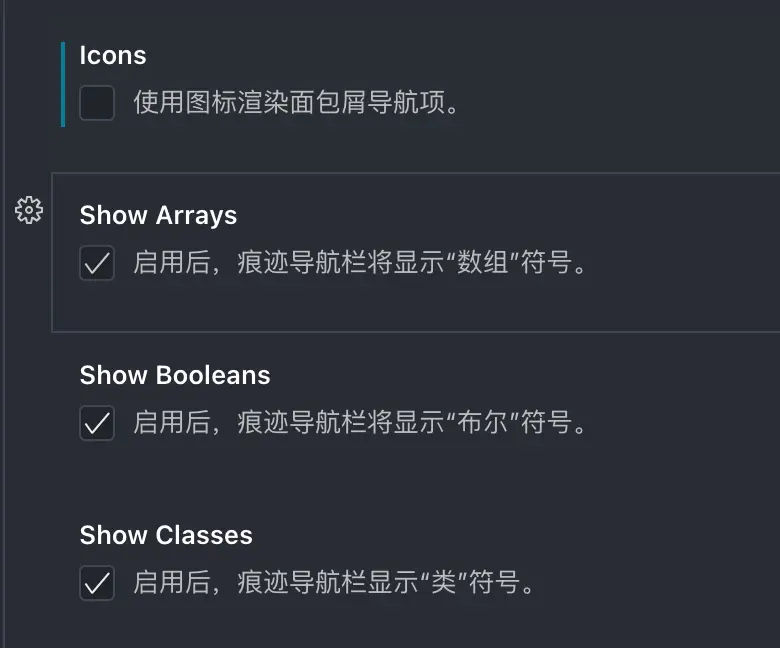 Icons
使用图标渲染面包屑导航项。
Show Arrays
启用后，痕迹导航栏将显示“数组”符号。
Show Booleans
启用后，痕迹导航栏将显示“布尔”符号。
Show Classes
启用后，痕迹导航栏显示“类”符号。